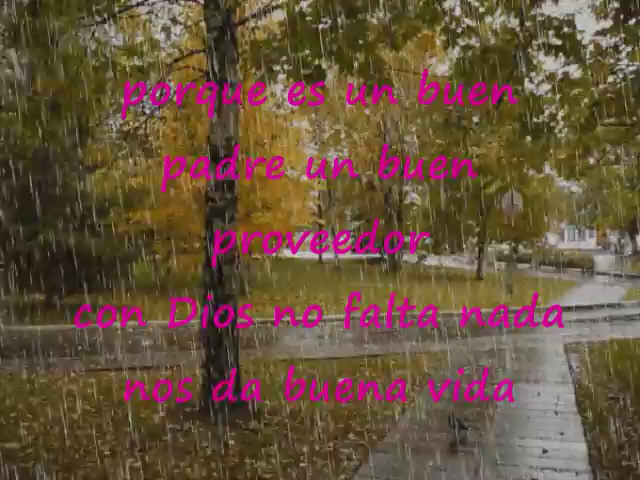 porque es un buen
padre un buen
proveedor
con Dios no falta nada
nos da buena vida